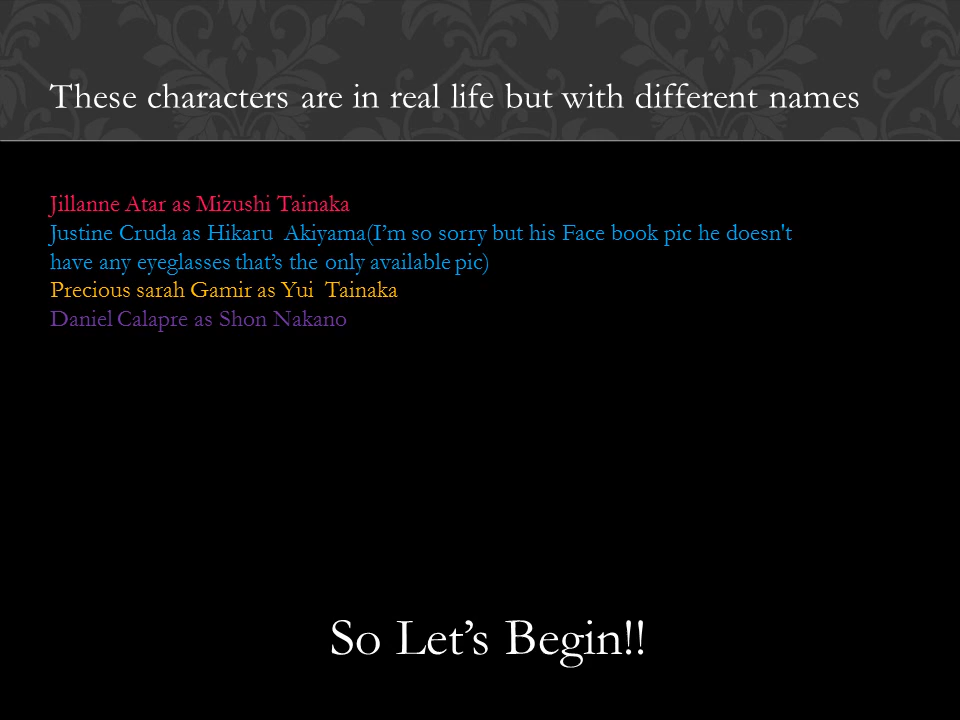 These characters are in real life but with different names
Jillanne Atar as Mizushi Tainaka
Justine Cruda as Hikaru  Akiyama(I’m so sorry but his Face book pic he doesn't
have any eyeglasses that’s the only available pic)
Precious sarah Gamir as Yui  Tainaka
Daniel Calapre as Shon Nakano
So Let’s Begin!!